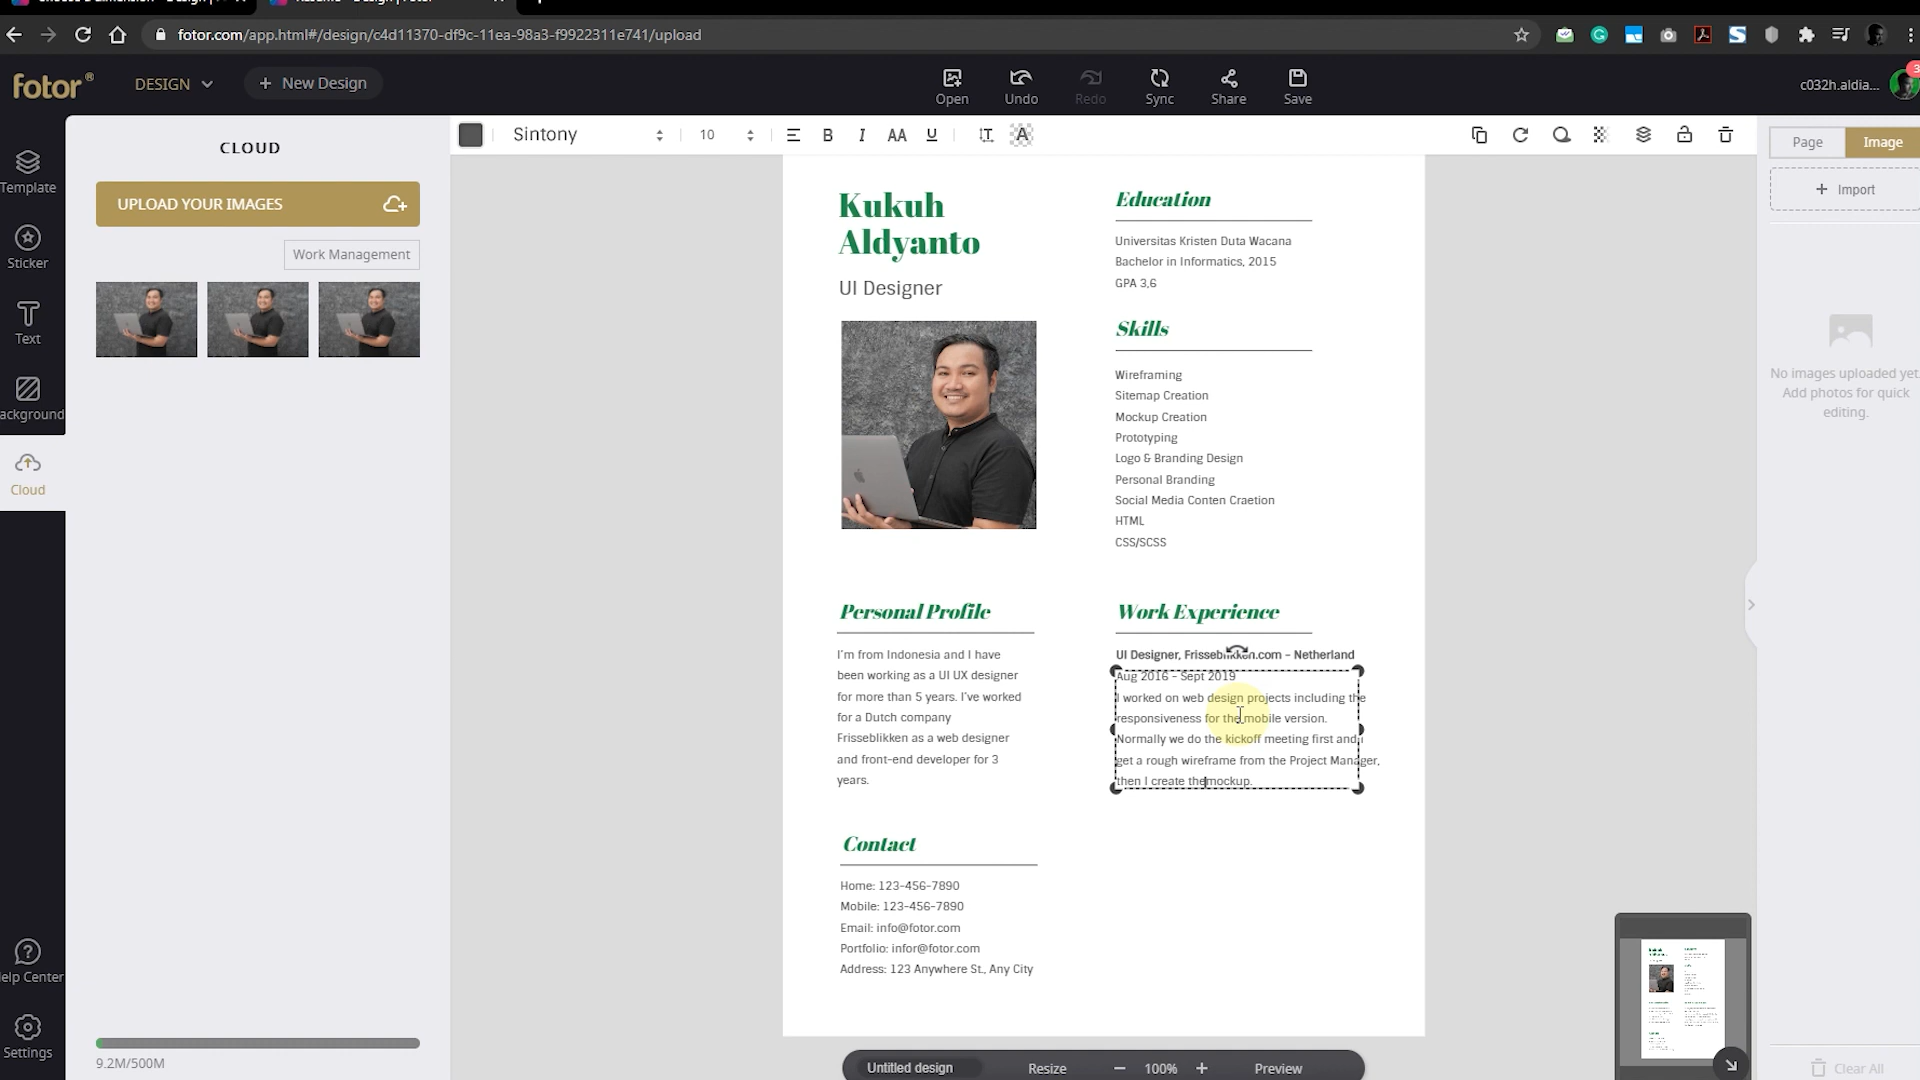 fotor.com/app.html#/design/c4d11370-df9c-11ea-98a3-f9922311e741/upload
fotor®
DESIGN
+ New Design
Open
Undo
Redo
Sync
Share
Save
c032h.aldia...
3
Template
Sticker
Text
ackground
Cloud
elp Center
Settings
CLOUD
UPLOAD YOUR IMAGES
Work Management
9.2M/500M
Sintony
10
Kukuh
Aldyanto
UI Designer
Personal Profile
I'm from Indonesia and I have
been working as a UI UX designer
for more than 5 years. I've worked
for a Dutch company
Frisseblikken as a web designer
and front-end developer for 3
years.
Contact
Home: 123-456-7890
Mobile: 123-456-7890
Email: info@fotor.com
Portfolio: infor@fotor.com
Address: 123 Anywhere St., Any City
Education
Universitas Kristen Duta Wacana
Bachelor in Informatics, 2015
GPA 3,6
Skills
Wireframing
Sitemap Creation
Mockup Creation
Prototyping
Logo & Branding Design
Personal Branding
Social Media Conten Craetion
HTML
CSS/SCSS
Work Experience
UI Designer, Frisseblikken.com - Netherland
Aug 2016 - Sept 2019
I worked on web design projects including the
responsiveness for the mobile version.
Normally we do the kickoff meeting first and i
get a rough wireframe from the Project Manager,
then I create the mockup.
Page
Image
+ Import
No images uploaded yet
Add photos for quick
editing.
Clear All
Untitled design
Resize
− 100% +
Preview